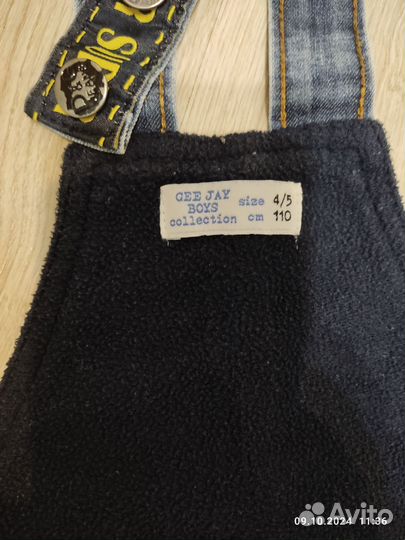 GEE JAY
BOYS
collection
size 4/5
cm 110
Avito
09.10.2024 11:36